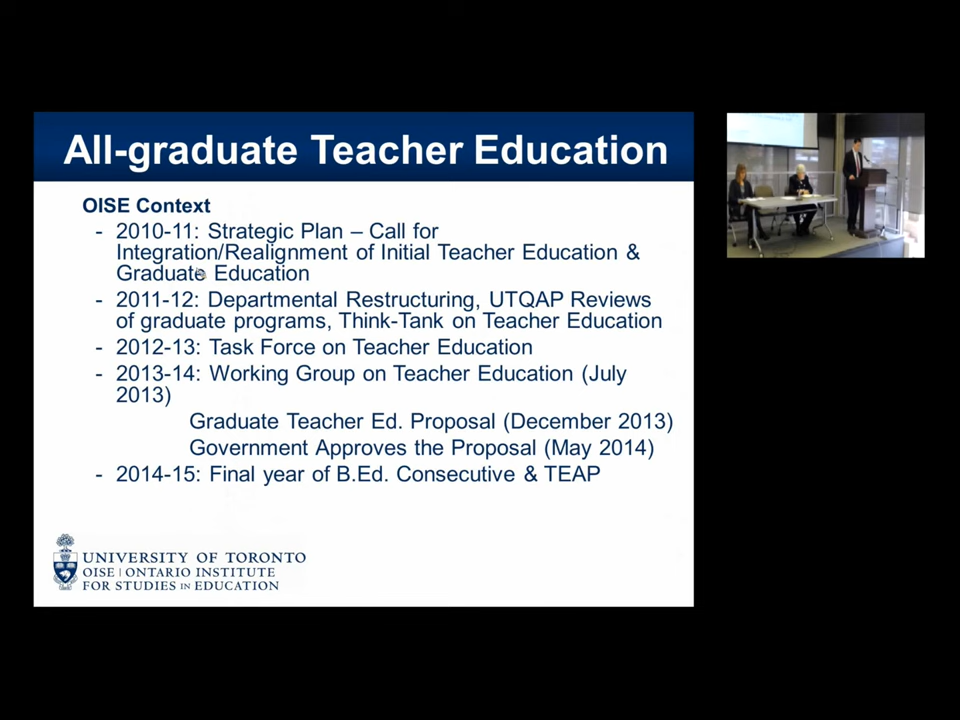 All-graduate Teacher Education
OISE Context
- 2010-11: Strategic Plan – Call for
Integration/Realignment of Initial Teacher Education &
Graduate Education
- 2011-12: Departmental Restructuring, UTQAP Reviews
of graduate programs, Think-Tank on Teacher Education
- 2012-13: Task Force on Teacher Education
- 2013-14: Working Group on Teacher Education (July
2013)
Graduate Teacher Ed. Proposal (December 2013)
Government Approves the Proposal (May 2014)
- 2014-15: Final year of B.Ed. Consecutive & TEAP
UNIVERSITY OF TORONTO
OISE | ONTARIO INSTITUTE
FOR STUDIES IN EDUCATION